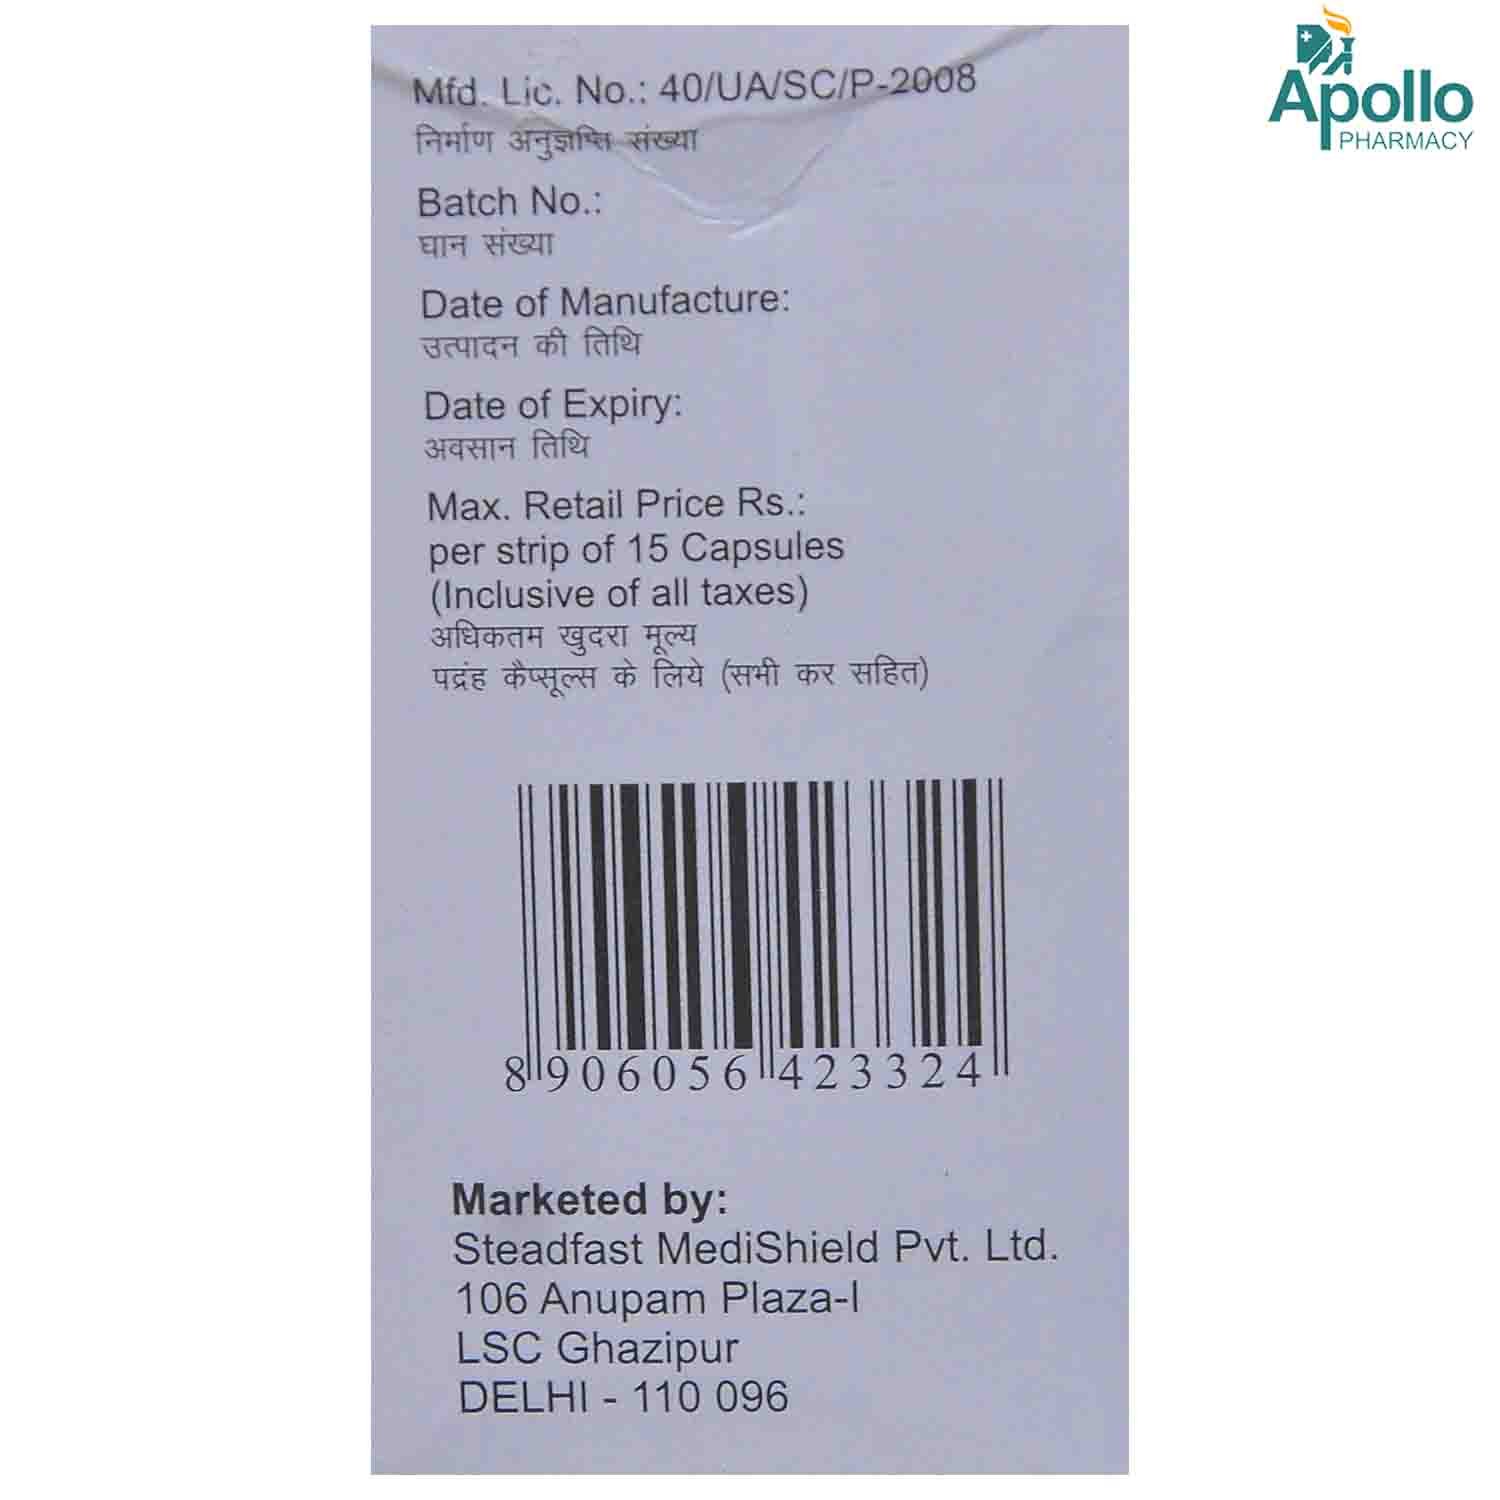 Apollo
PHARMACY
Mfd. Lic. No.: 40/UA/SC/P-2008
निर्माण अनुज्ञप्ति संख्या
Batch No.:
घान संख्या
Date of Manufacture:
उत्पादन की तिथि
Date of Expiry:
अवसान तिथि
Max. Retail Price Rs.:
per strip of 15 Capsules
(Inclusive of all taxes)
अधिकतम खुदरा मूल्य
पद्रंह कैप्सूल्स के लिये (सभी कर सहित)
8 906056 423324
Marketed by:
Steadfast MediShield Pvt. Ltd.
106 Anupam Plaza-I
LSC Ghazipur
DELHI - 110 096